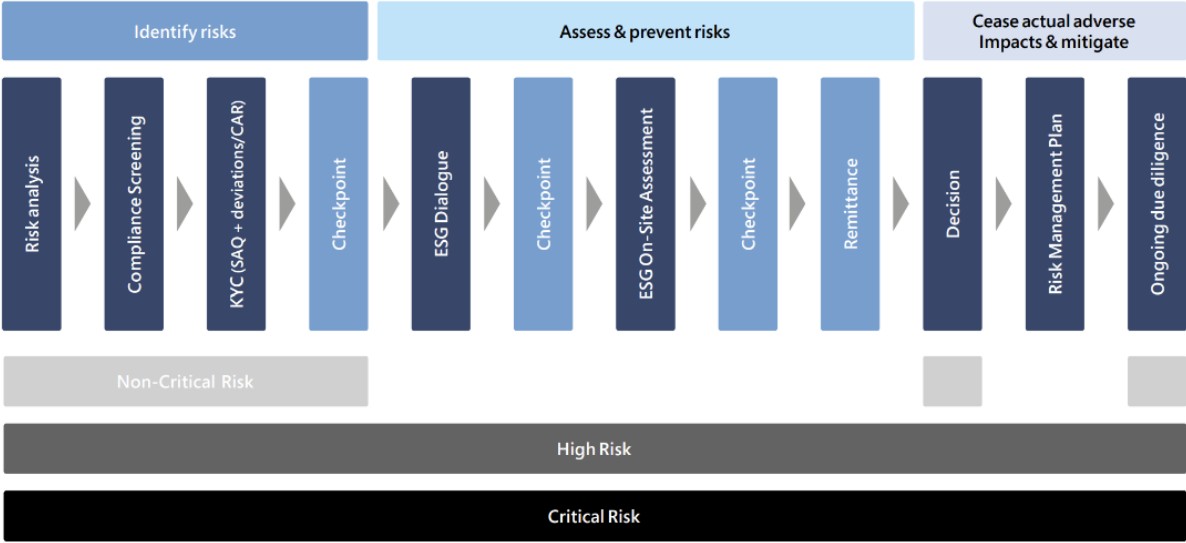 Identify risks
Assess & prevent risks
Cease actual adverse
Impacts & mitigate
Risk analysis
Compliance Screening
KYC (SAQ + deviations/CAR)
Checkpoint
ESG Dialogue
Checkpoint
ESG On-Site Assessment
Checkpoint
Remittance
Decision
Risk Management Plan
Ongoing due diligence
Non-Critical Risk
High Risk
Critical Risk